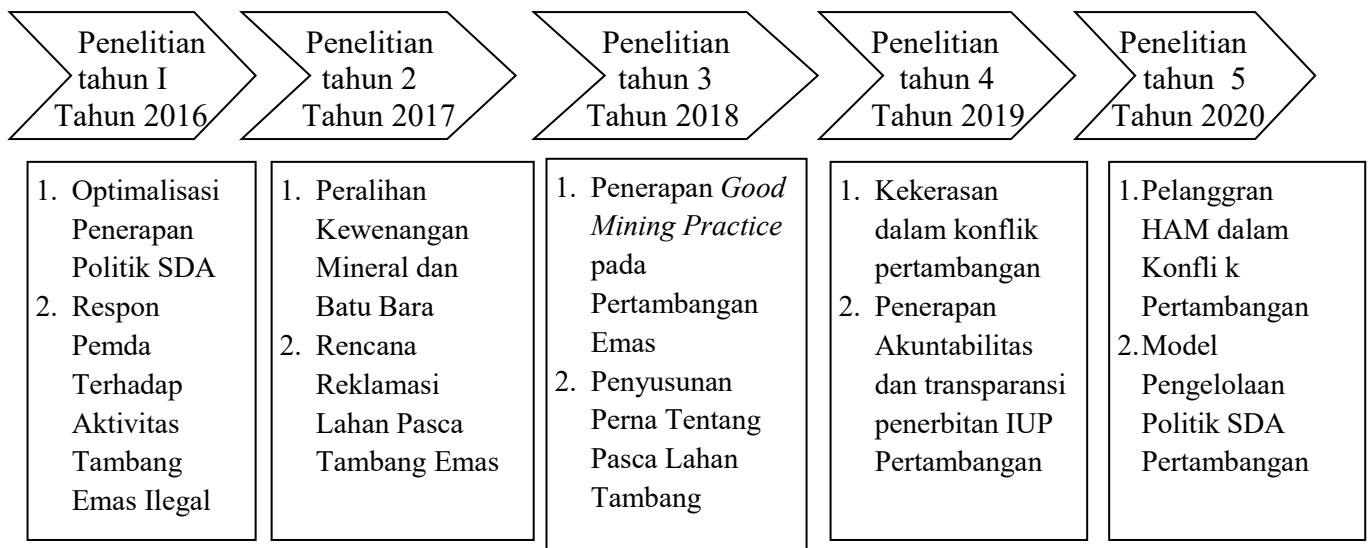 Penelitian
tahun I
Tahun 2016
Penelitian
tahun 2
Tahun 2017
Penelitian
tahun 3
Tahun 2018
Penelitian
tahun 4
Tahun 2019
Penelitian
tahun 5
Tahun 2020
1. Optimalisasi
Penerapan
Politik SDA
2. Respon
Pemda
Terhadap
Aktivitas
Tambang
Emas Ilegal
1. Peralihan
Kewenangan
Mineral dan
Batu Bara
2. Rencana
Reklamasi
Lahan Pasca
Tambang Emas
1. Penerapan Good
Mining Practice
pada
Pertambangan
Emas
2. Penyusunan
Perna Tentang
Pasca Lahan
Tambang
1. Kekerasan
dalam konflik
pertambangan
2. Penerapan
Akuntabilitas
dan transparansi
penerbitan IUP
Pertambangan
1.Pelanggran
HAM dalam
Konfli k
Pertambangan
2.Model
Pengelolaan
Politik SDA
Pertambangan